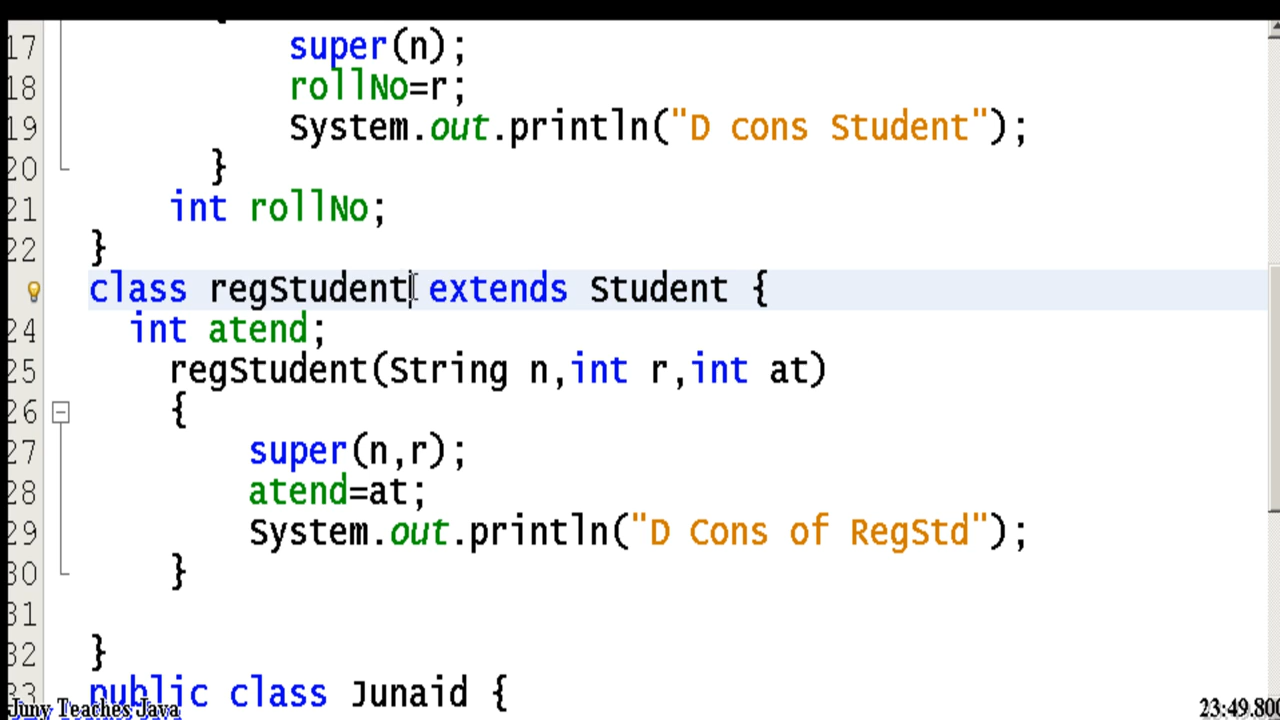 {
17 super(n);
18 rollNo=r;
19 System.out.println("D cons Student");
20 }
21 int rollNo;
22 }
class regStudent extends Student {
24 int atend;
25 regStudent(String n,int r,int at)
26 {
27 super(n,r);
28 atend=at;
29 System.out.println("D Cons of RegStd");
30 }
31
32 }
33 public class Junaid {
Juny Teaches Java
23:49.800